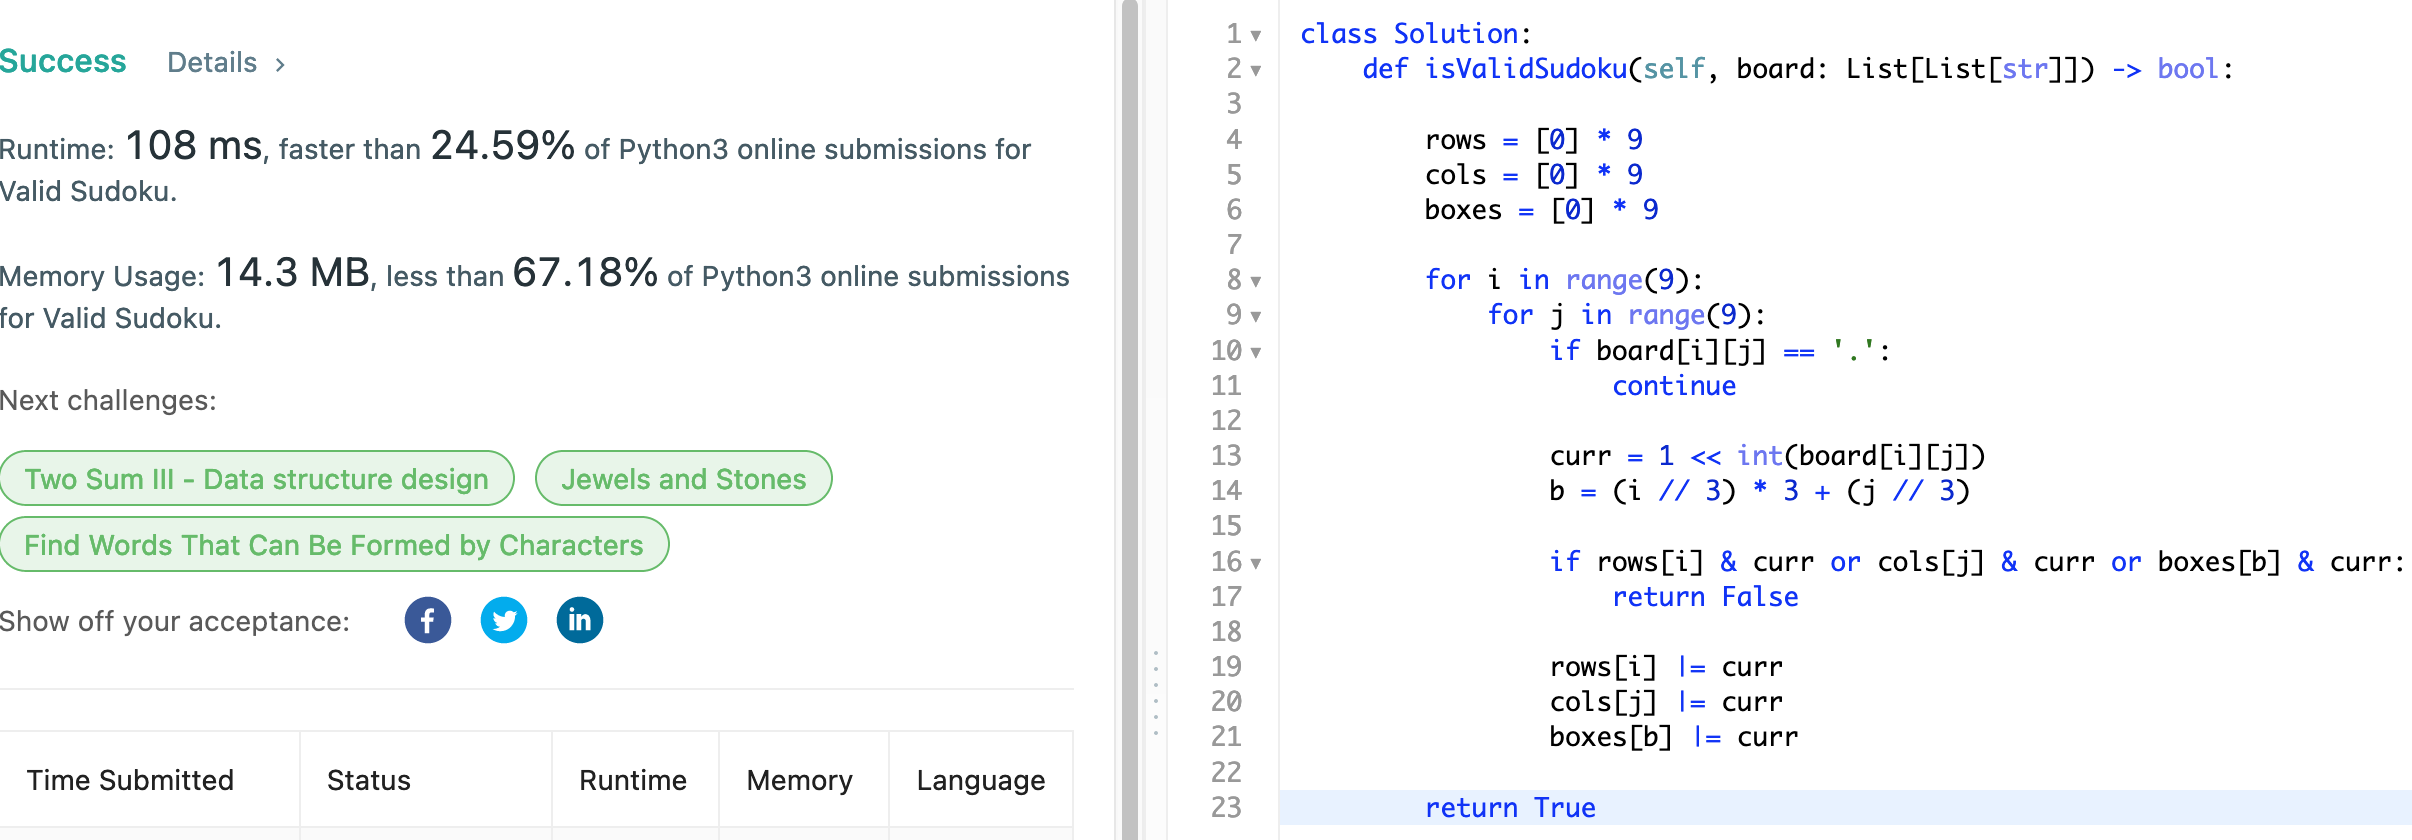 Success Details >
Runtime: 108 ms, faster than 24.59% of Python3 online submissions for
Valid Sudoku.
Memory Usage: 14.3 MB, less than 67.18% of Python3 online submissions
for Valid Sudoku.
Next challenges:
Two Sum III - Data structure design
Jewels and Stones
Find Words That Can Be Formed by Characters
Show off your acceptance:
f
in
Time Submitted Status Runtime Memory Language
1 class Solution:
2     def isValidSudoku(self, board: List[List[str]]) -> bool:
3
4         rows = [0] * 9
5         cols = [0] * 9
6         boxes = [0] * 9
7
8         for i in range(9):
9             for j in range(9):
10                 if board[i][j] == '.':
11                     continue
12
13                 curr = 1 << int(board[i][j])
14                 b = (i // 3) * 3 + (j // 3)
15
16                 if rows[i] & curr or cols[j] & curr or boxes[b] & curr:
17                     return False
18
19                 rows[i] |= curr
20                 cols[j] |= curr
21                 boxes[b] |= curr
22
23         return True